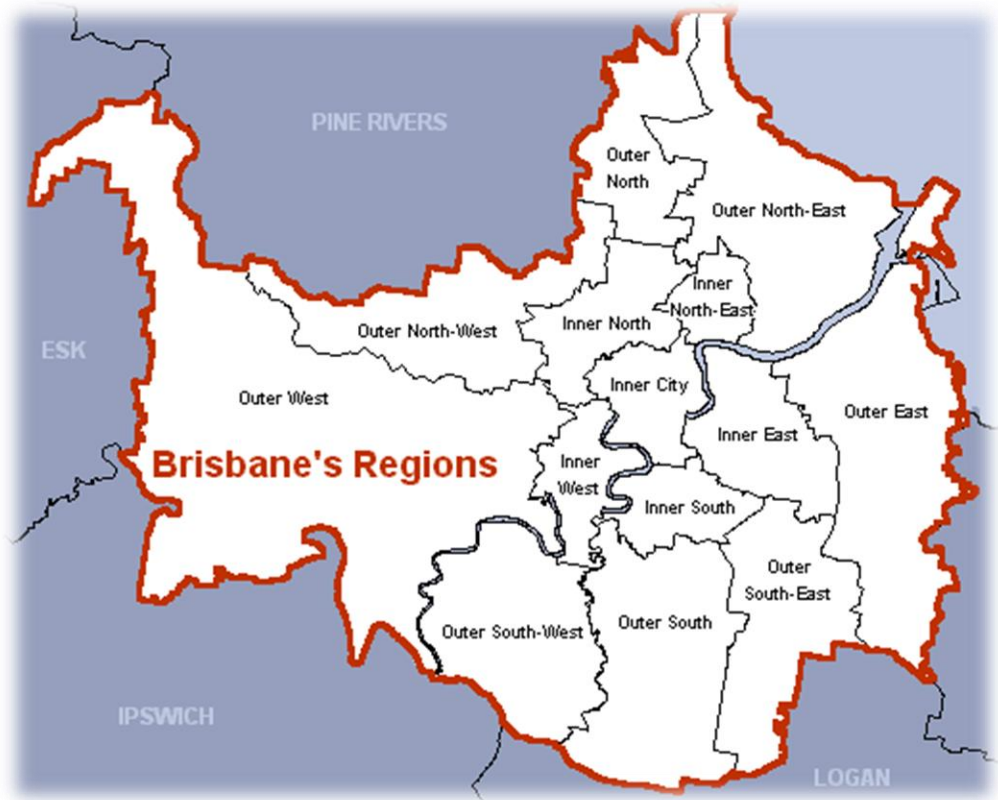 PINE RIVERS
Outer
North
Outer North-East
Inner
North-East
Outer North-West
Inner North
ESK
Inner City
Outer West
Outer East
Inner East
Brisbane's Regions
Inner
West
Inner South
Outer
South-East
Outer South-West
Outer South
IPSWICH
LOGAN